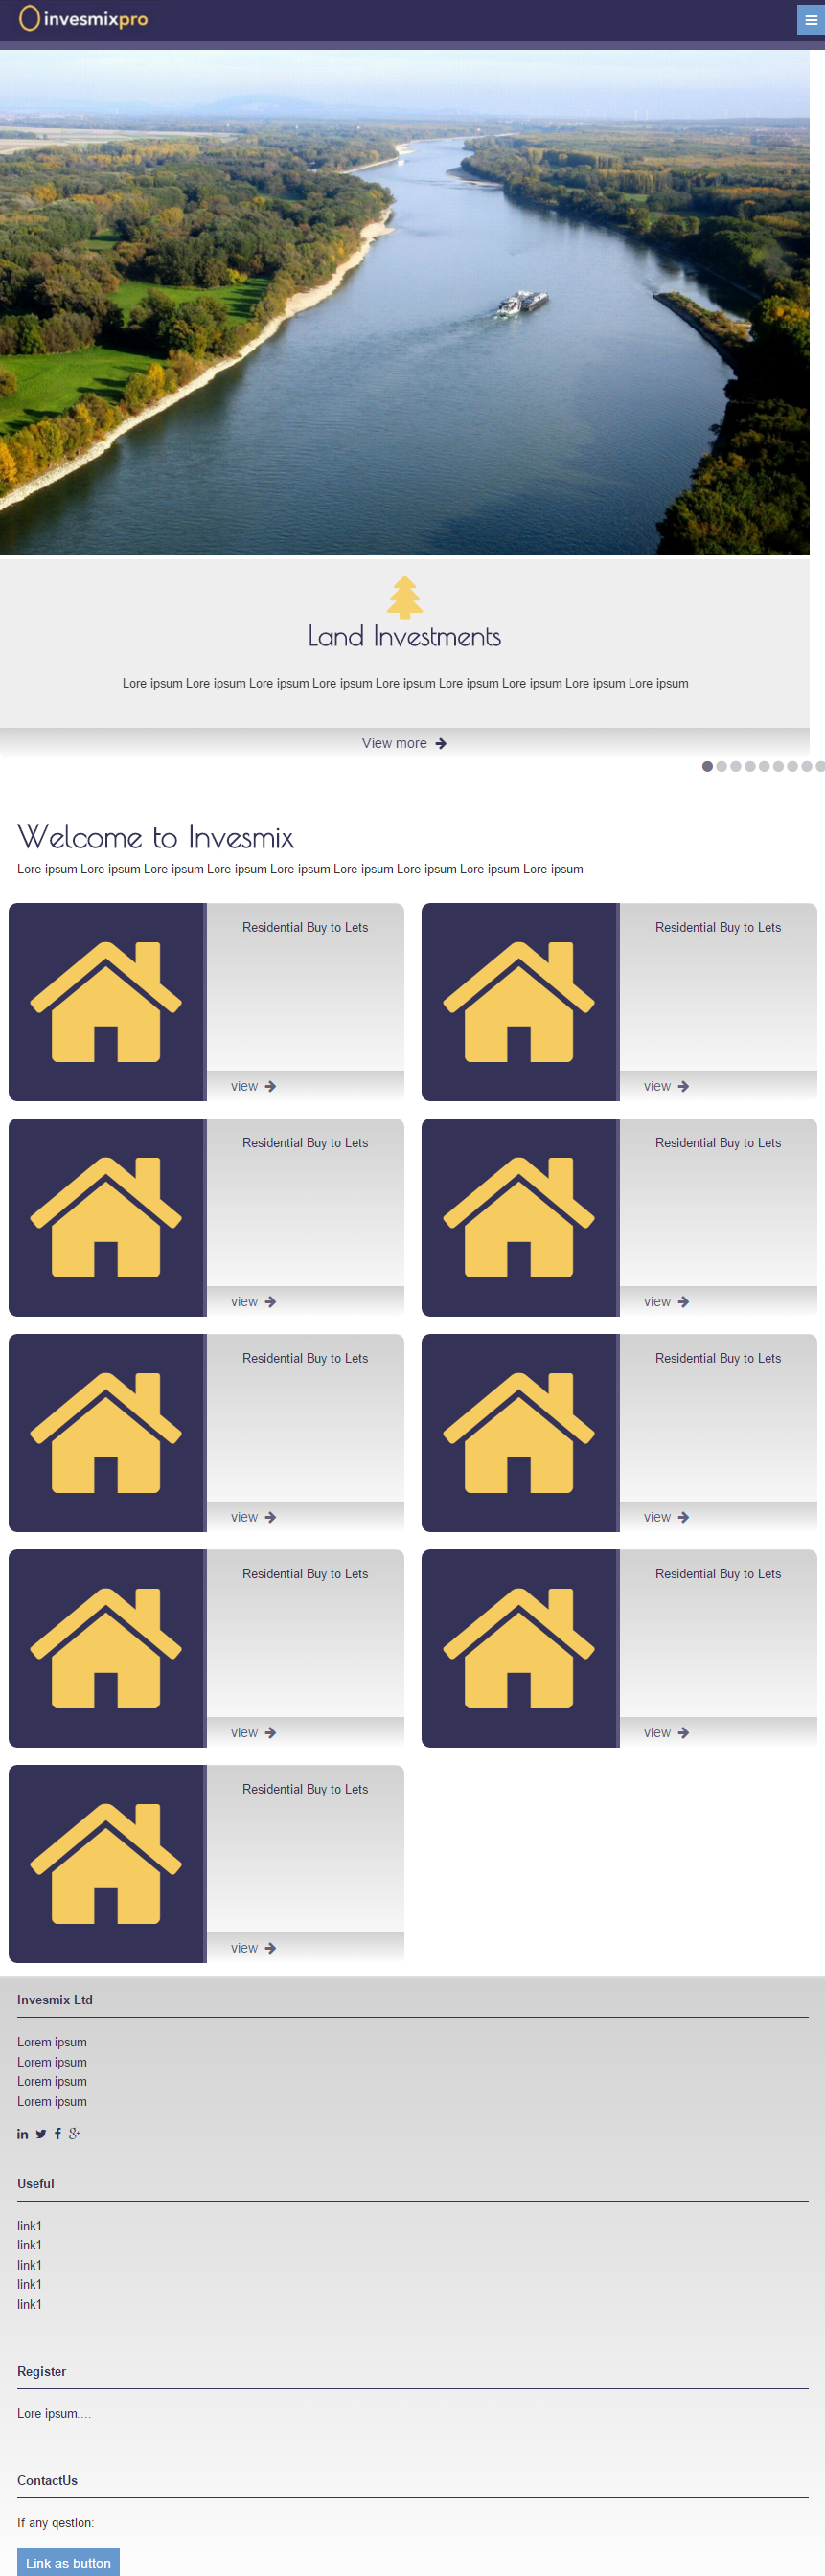 invesmixpro
Land Investments
Lore ipsum Lore ipsum Lore ipsum Lore ipsum Lore ipsum Lore ipsum Lore ipsum Lore ipsum Lore ipsum
View more
Welcome to Invesmix
Lore ipsum Lore ipsum Lore ipsum Lore ipsum Lore ipsum Lore ipsum Lore ipsum Lore ipsum Lore ipsum
Residential Buy to Lets
view
Residential Buy to Lets
view
Residential Buy to Lets
view
Residential Buy to Lets
view
Residential Buy to Lets
view
Residential Buy to Lets
view
Residential Buy to Lets
view
Residential Buy to Lets
view
Residential Buy to Lets
view
Invesmix Ltd
Lorem ipsum
Lorem ipsum
Lorem ipsum
Lorem ipsum
Useful
link1
link1
link1
link1
link1
Register
Lore ipsum....
ContactUs
If any qestion:
Link as button